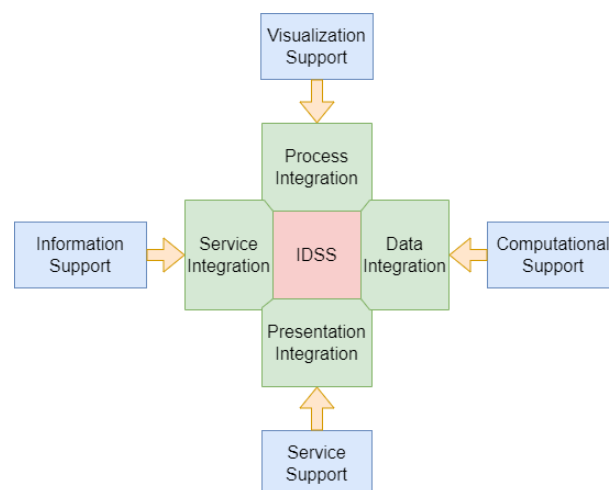 Visualization
Support
Process
Integration
Information
Support
Service
Integration
IDSS
Data
Integration
Computational
Support
Presentation
Integration
Service
Support